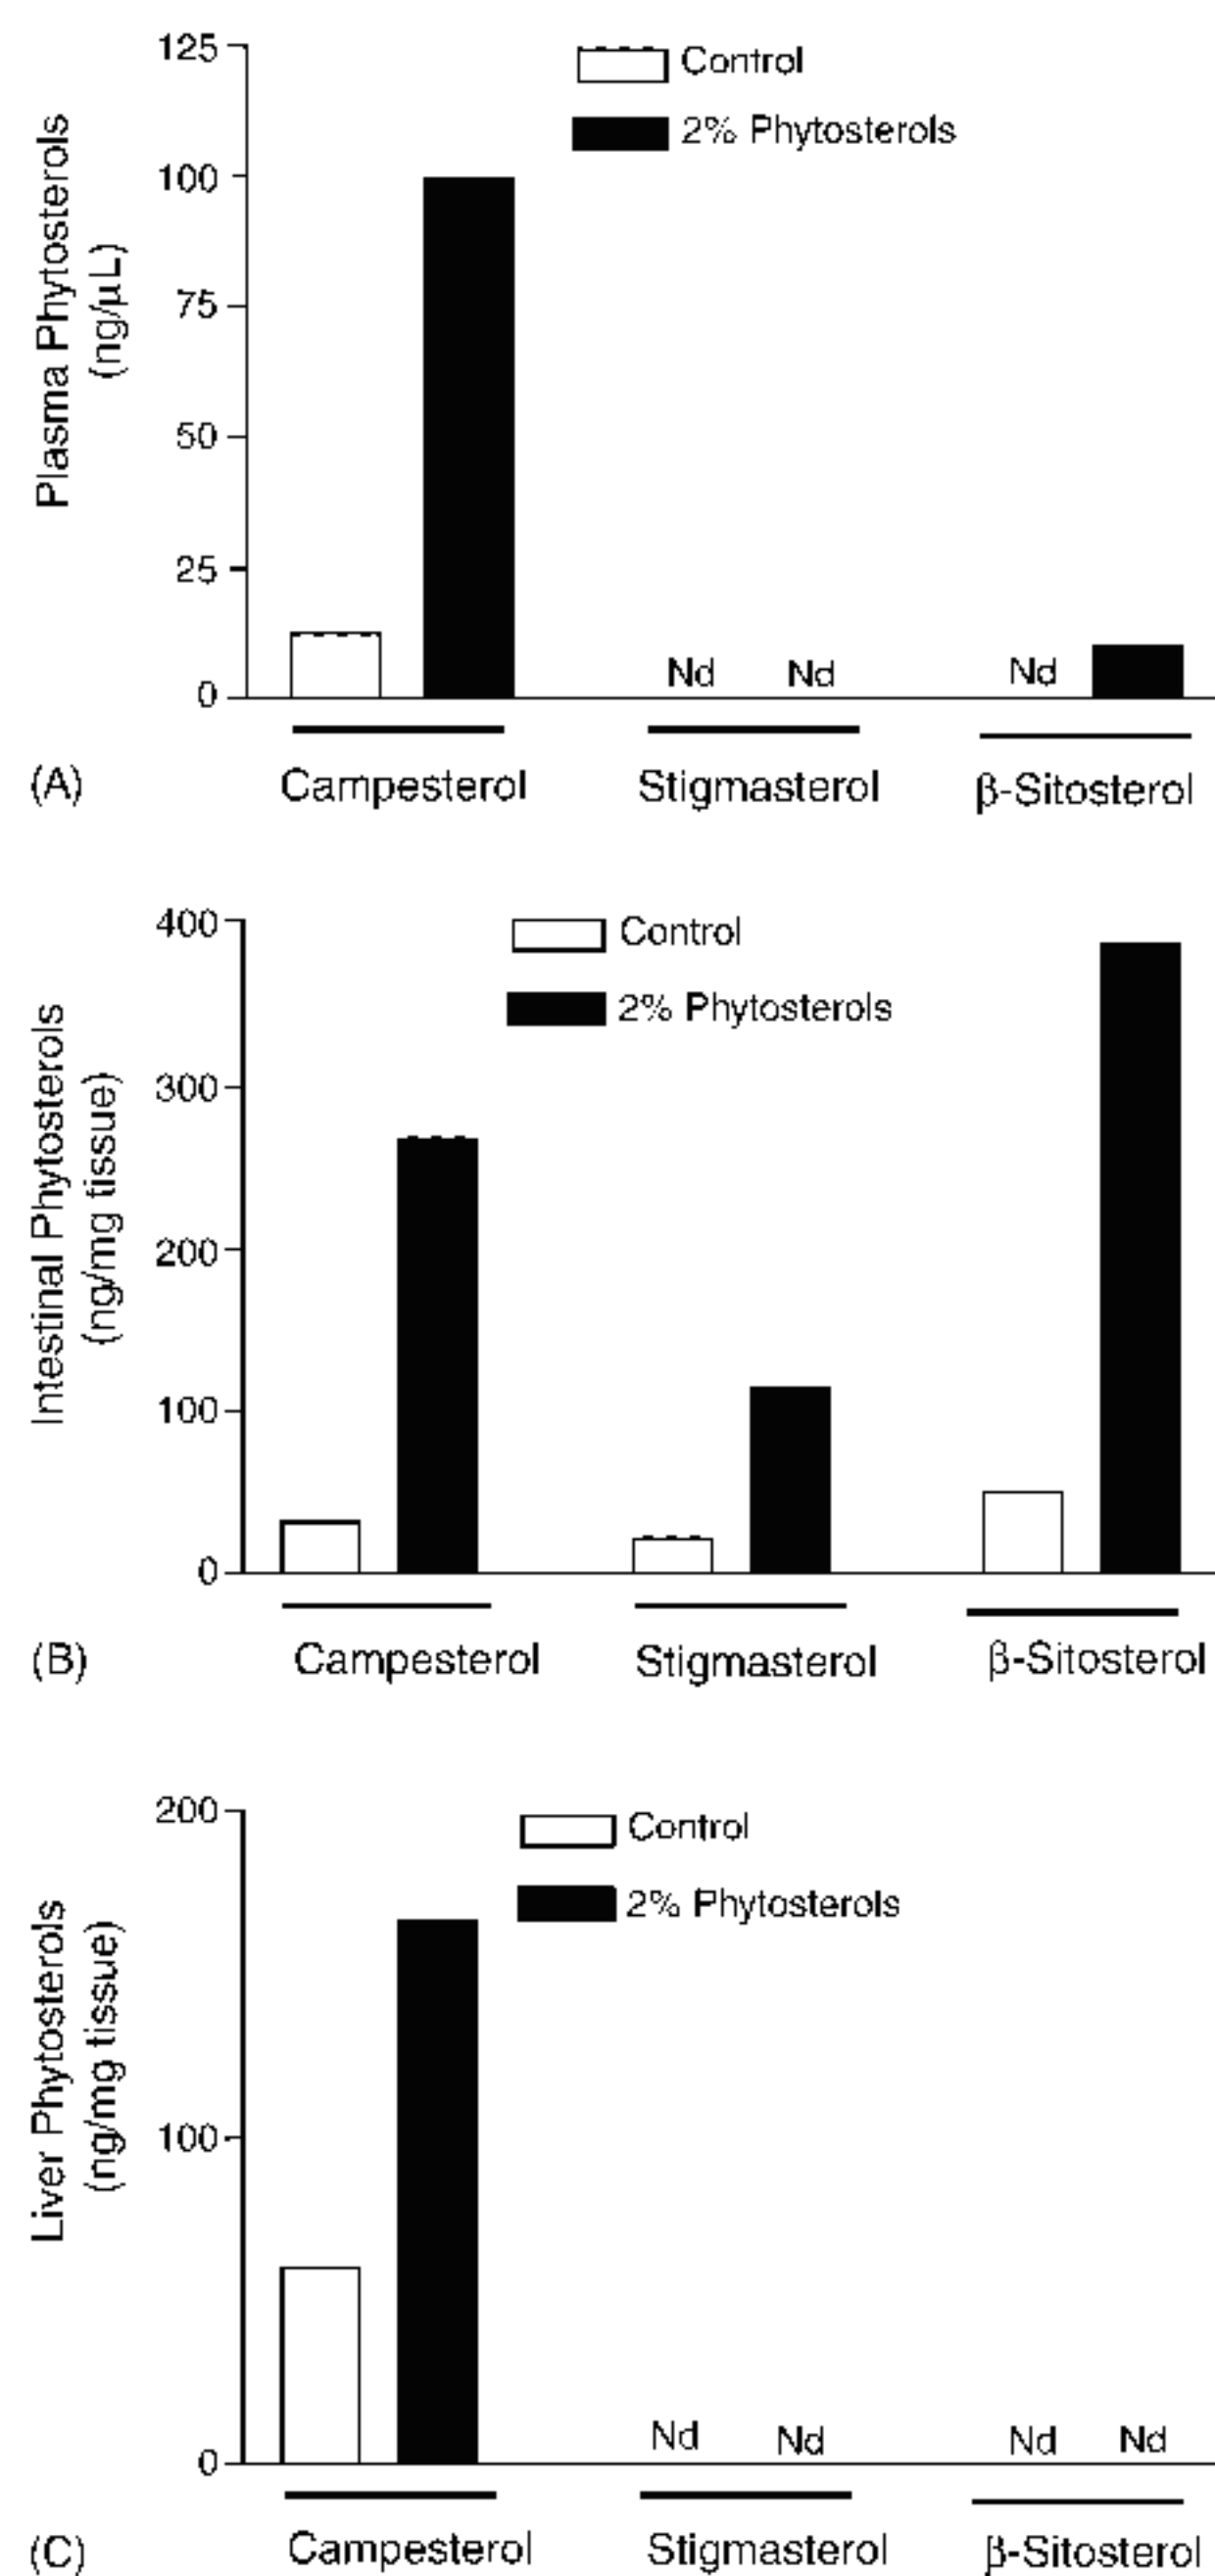 125
100
75
50
25
0
Plasma Phytosterols
(ng/μL)
Control
2% Phytosterols
Nd Nd Nd
Campesterol Stigmasterol β-Sitosterol
(A)
400
300
200
100
0
Intestinal Phytosterols
(ng/mg tissue)
Control
2% Phytosterols
Campesterol Stigmasterol β-Sitosterol
(B)
200
100
0
Liver Phytosterols
(ng/mg tissue)
Control
2% Phytosterols
Nd Nd Nd Nd
Campesterol Stigmasterol β-Sitosterol
(C)